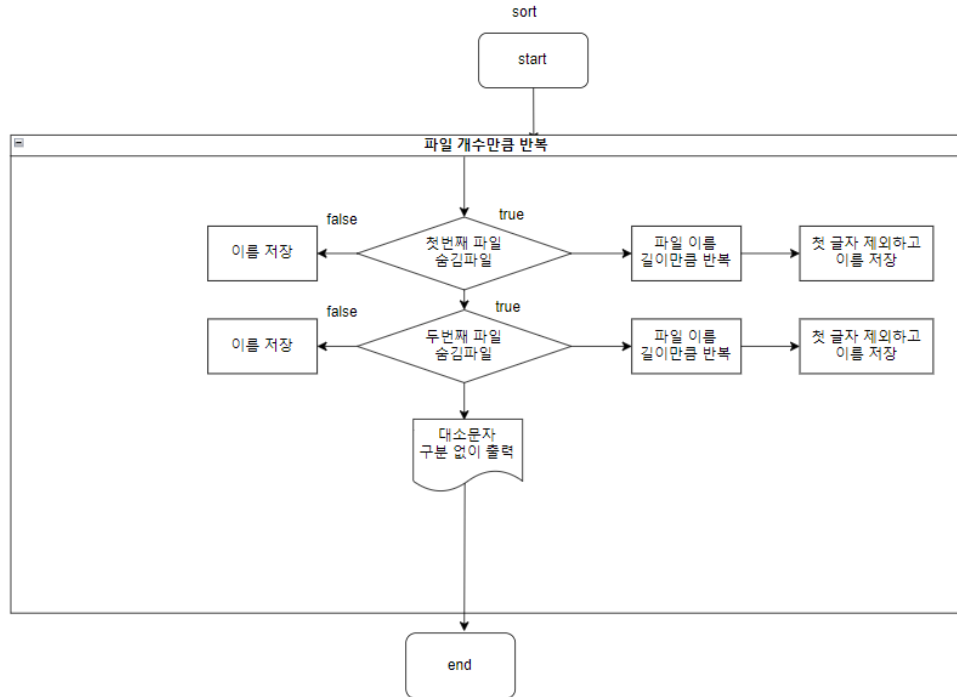 sort
start
파일 개수만큼 반복
false
true
이름 저장
첫번째 파일
숨김파일
파일 이름
길이만큼 반복
첫 글자 제외하고
이름 저장
false
true
이름 저장
두번째 파일
숨김파일
파일 이름
길이만큼 반복
첫 글자 제외하고
이름 저장
대소문자
구분 없이 출력
end